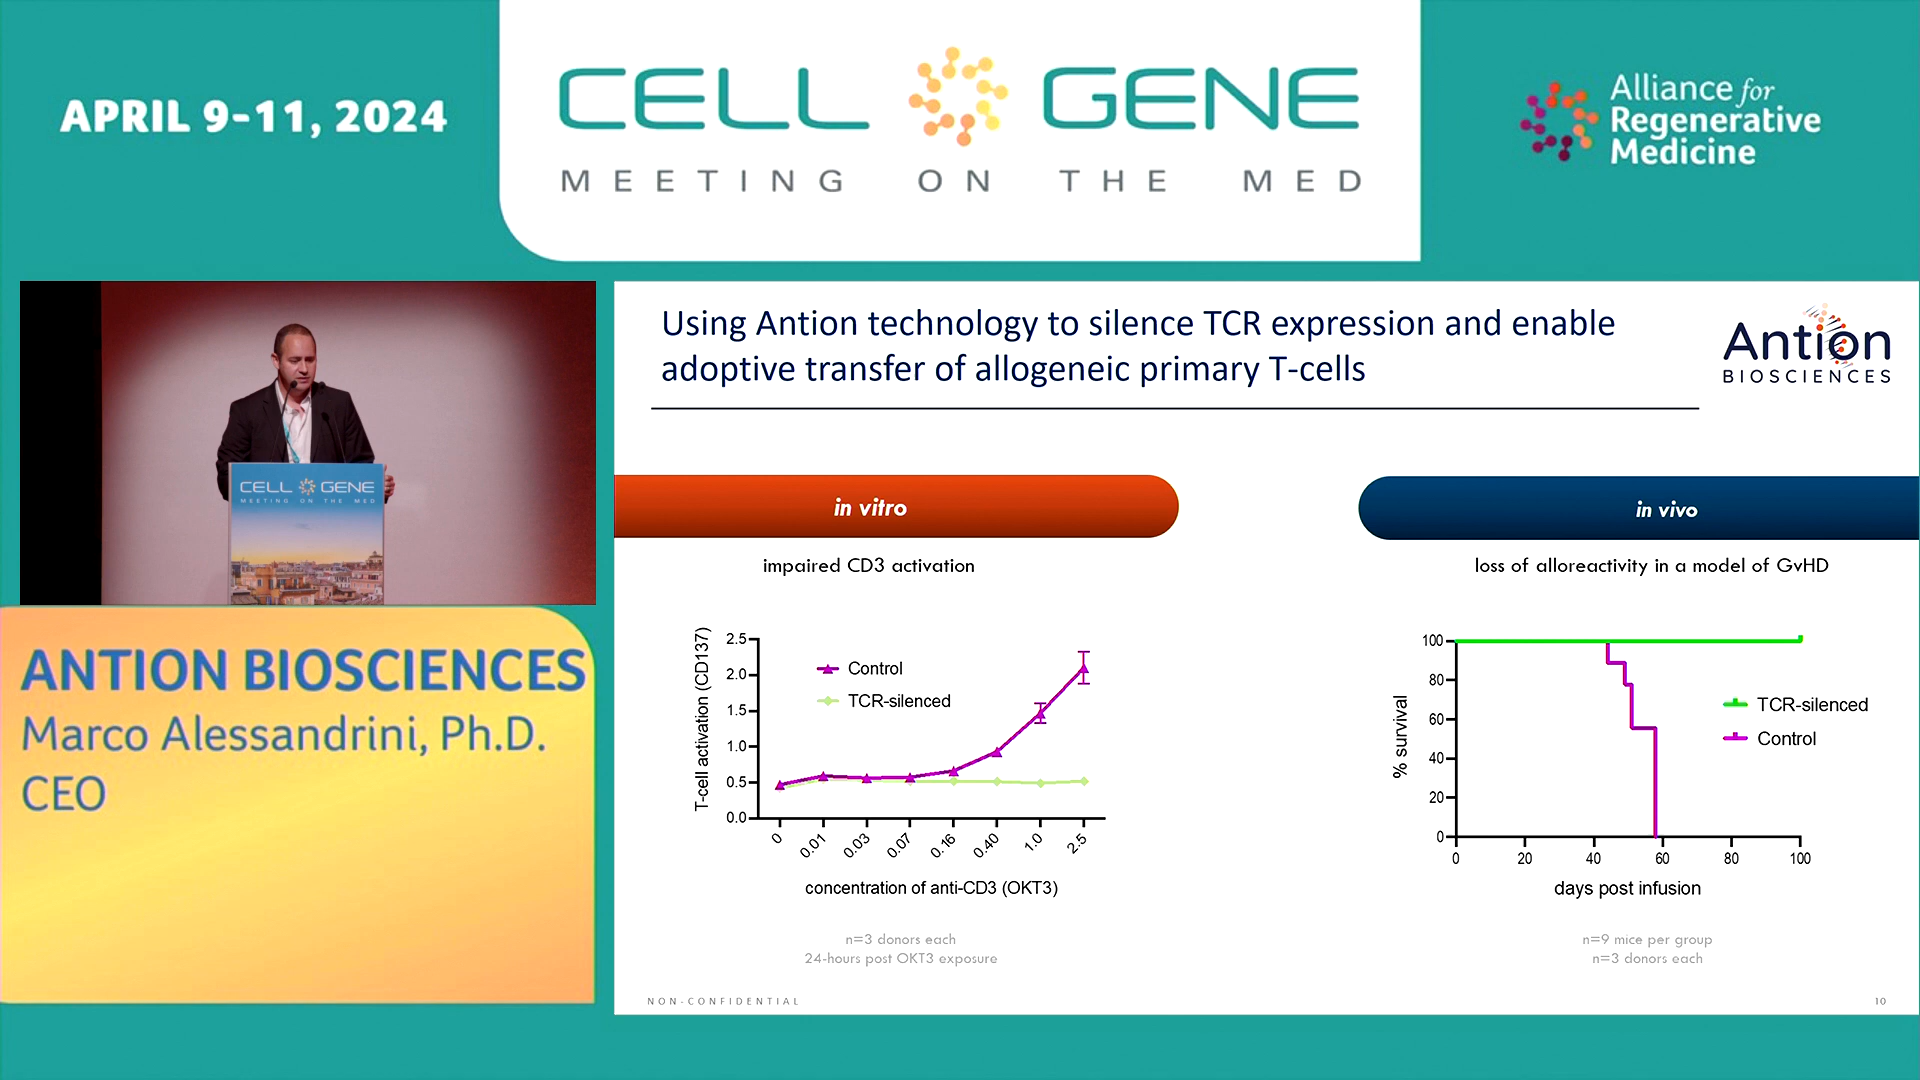 APRIL 9-11, 2024
CELL GENE
MEETING ON THE MED
Alliance for
Regenerative
Medicine
CELL GENE
MEETING ON THE MED
ANTION BIOSCIENCES
Marco Alessandrini, Ph.D.
CEO
Using Antion technology to silence TCR expression and enable
adoptive transfer of allogeneic primary T-cells
Antion
BIOSCIENCES
in vitro
impaired CD3 activation
T-cell activation (CD137)
2.5
2.0
1.5
1.0
0.5
0.0
Control
TCR-silenced
0 0.01 0.03 0.07 0.16 0.40 1.0 2.5
concentration of anti-CD3 (OKT3)
n=3 donors each
24-hours post OKT3 exposure
in vivo
loss of alloreactivity in a model of GvHD
% survival
100
80
60
40
20
0
TCR-silenced
Control
0 20 40 60 80 100
days post infusion
n=9 mice per group
n=3 donors each
NON-CONFIDENTIAL
10